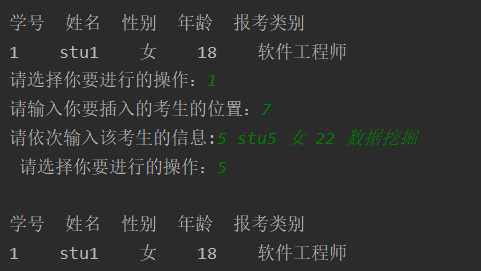 学号 姓名 性别 年龄 报考类别
1 stu1 女 18 软件工程师
请选择你要进行的操作：1
请输入你要插入的考生的位置：7
请依次输入该考生的信息:5 stu5 女 22 数据挖掘
请选择你要进行的操作：5
学号 姓名 性别 年龄 报考类别
1 stu1 女 18 软件工程师